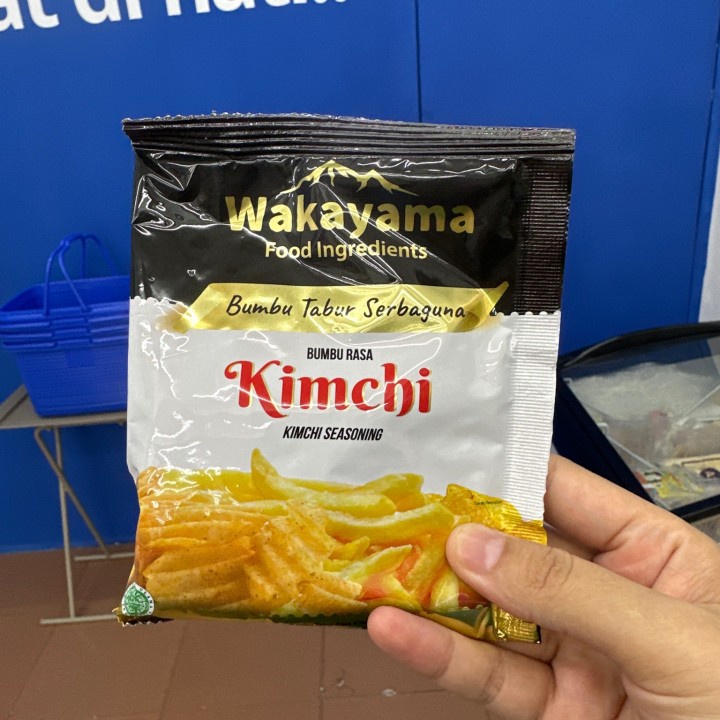 Wakayama
Food Ingredients
Bumbu Tabur Serbaguna
BUMBU RASA
Kimchi
KIMCHI SEASONING